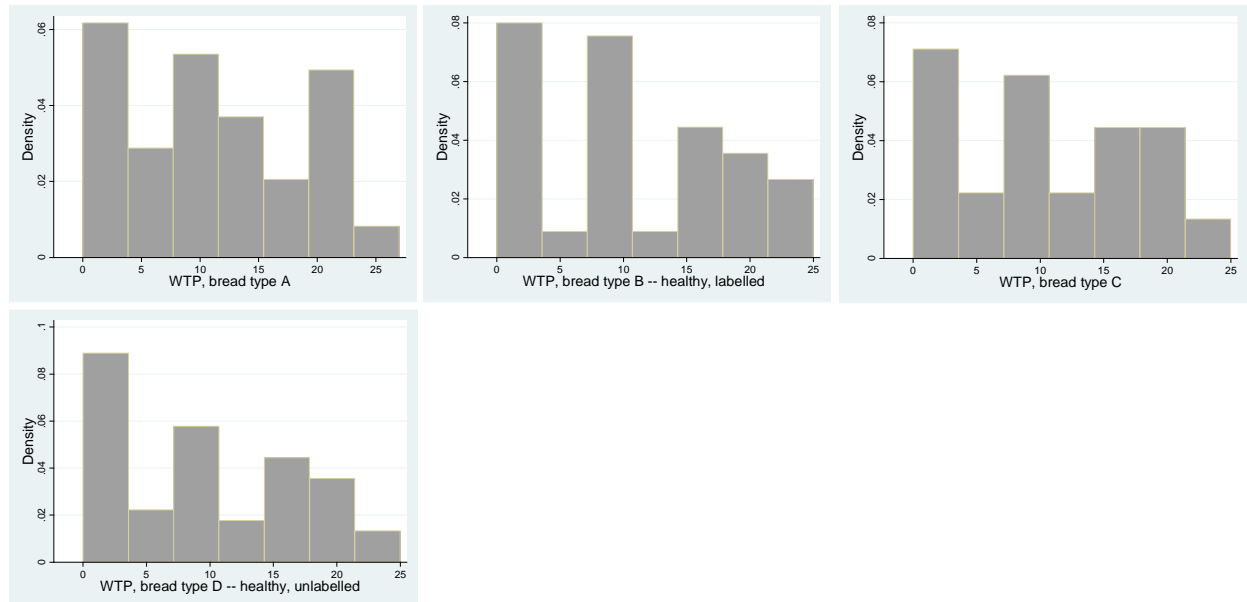 Density
.06
.04
.02
0
0 5 10 15 20 25
WTP, bread type A
Density
.08
.06
.04
.02
0
0 5 10 15 20 25
WTP, bread type B -- healthy, labelled
Density
.08
.06
.04
.02
0
0 5 10 15 20 25
WTP, bread type C
Density
.1
.08
.06
.04
.02
0
0 5 10 15 20 25
WTP, bread type D -- healthy, unlabelled